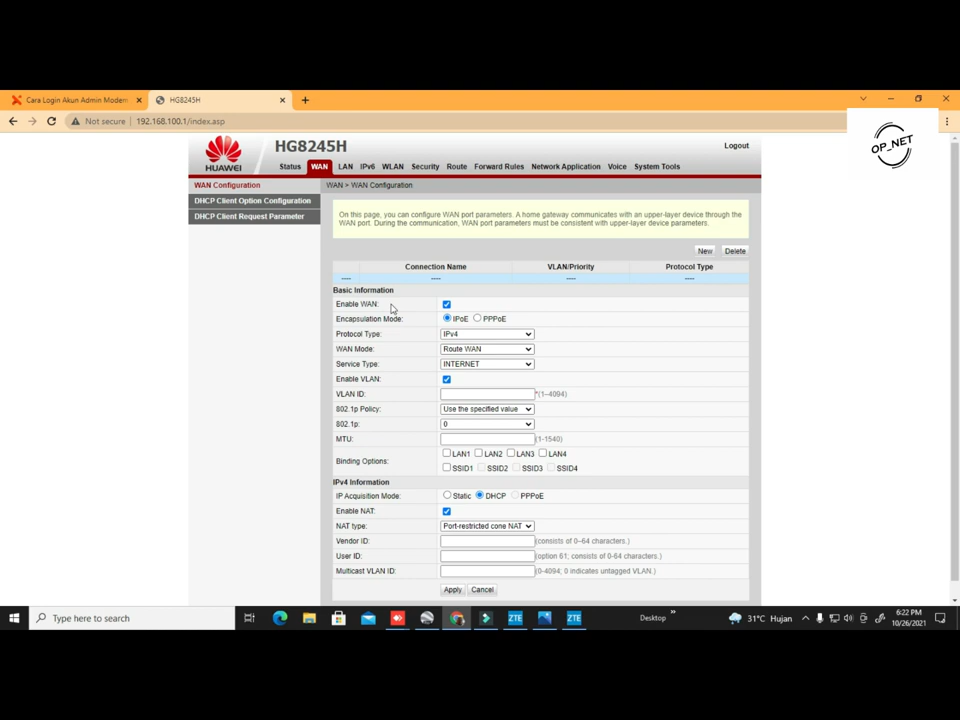 Cara Login Akun Admin Modem
HG8245H
Not secure
192.168.100.1/index.asp
OP_NET
HUAWEI
HG8245H
Logout
Status WAN LAN IPv6 WLAN Security Route Forward Rules Network Application Voice System Tools
WAN Configuration
DHCP Client Option Configuration
DHCP Client Request Parameter
WAN > WAN Configuration
On this page, you can configure WAN port parameters. A home gateway communicates with an upper-layer device through the
WAN port. During the communication, WAN port parameters must be consistent with upper-layer device parameters.
New Delete
Connection Name VLAN/Priority Protocol Type
---- ---- ---- ----
Basic Information
Enable WAN:
Encapsulation Mode: IPoE PPPoE
Protocol Type: IPv4
WAN Mode: Route WAN
Service Type: INTERNET
Enable VLAN:
VLAN ID: *(1–4094)
802.1p Policy: Use the specified value
802.1p: 0
MTU: (1-1540)
Binding Options: LAN1 LAN2 LAN3 LAN4
SSID1 SSID2 SSID3 SSID4
IPv4 Information
IP Acquisition Mode: Static DHCP PPPoE
Enable NAT:
NAT type: Port-restricted cone NAT
Vendor ID: (consists of 0–64 characters.)
User ID: (option 61; consists of 0-64 characters.)
Multicast VLAN ID: (0-4094; 0 indicates untagged VLAN.)
Apply Cancel
Type here to search
ZTE
ZTE
Desktop
31°C Hujan
6:22 PM
10/26/2021